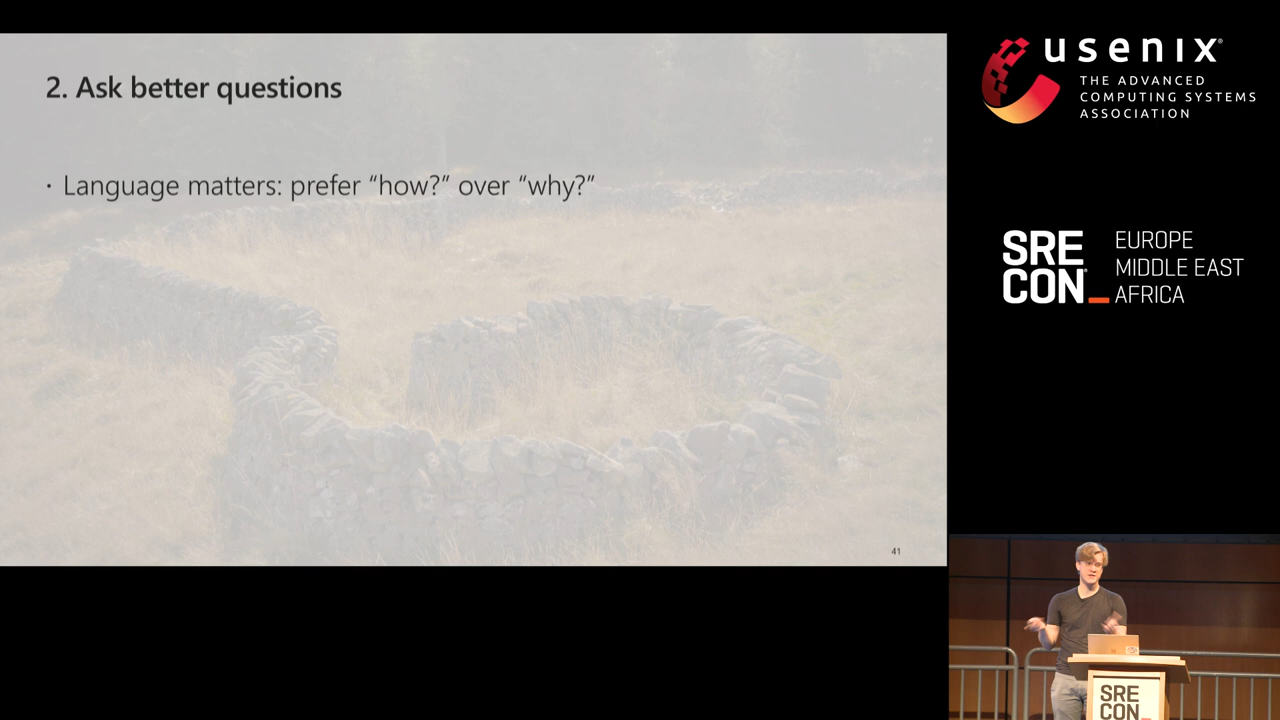 2. Ask better questions
· Language matters: prefer “how?” over “why?”
41
usenix®
THE ADVANCED
COMPUTING SYSTEMS
ASSOCIATION
SRE
CON
EUROPE
MIDDLE EAST
AFRICA
SRE
CON